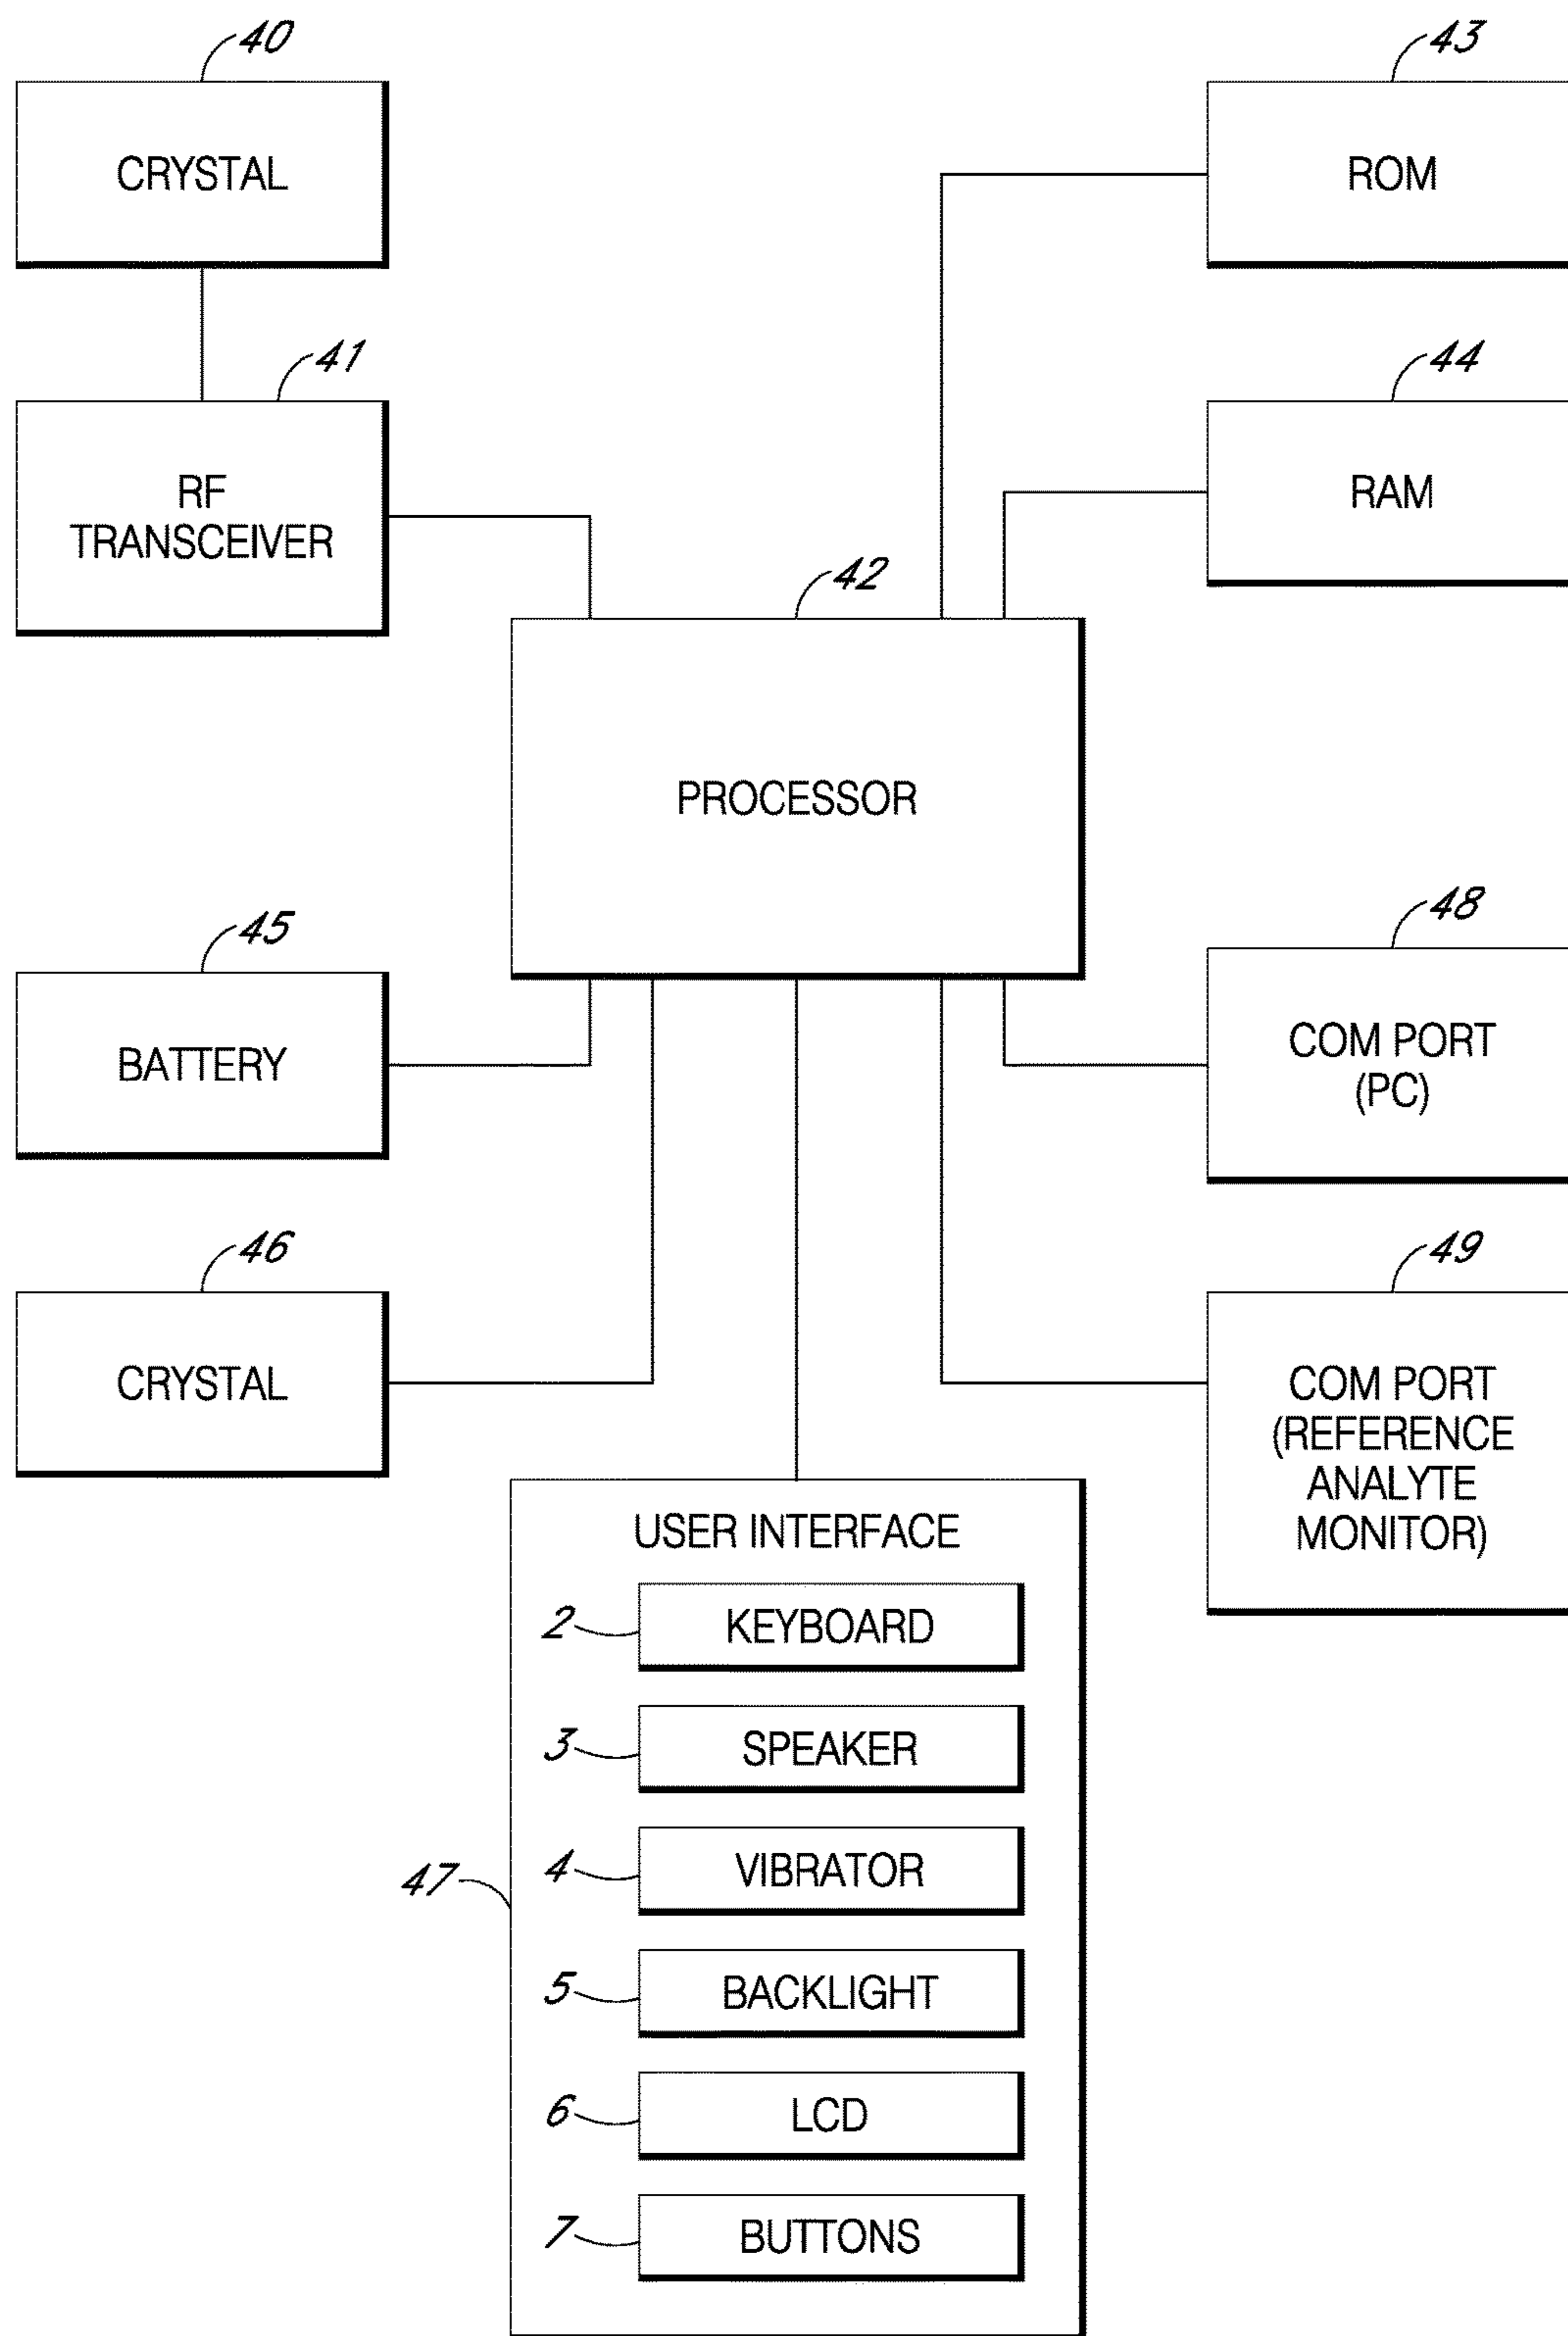 40
CRYSTAL
43
ROM
41
RF
TRANSCEIVER
44
RAM
42
PROCESSOR
45
BATTERY
48
COM PORT
(PC)
46
CRYSTAL
49
COM PORT
(REFERENCE
ANALYTE
MONITOR)
47
USER INTERFACE
2 KEYBOARD
3 SPEAKER
4 VIBRATOR
5 BACKLIGHT
6 LCD
7 BUTTONS